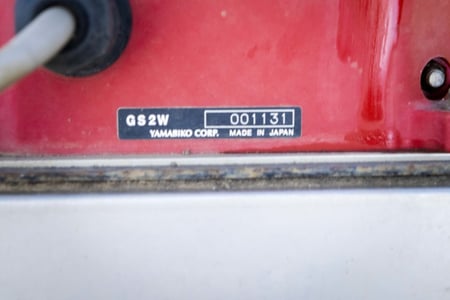 GS2W 001131
YAMABIKO CORP. MADE IN JAPAN